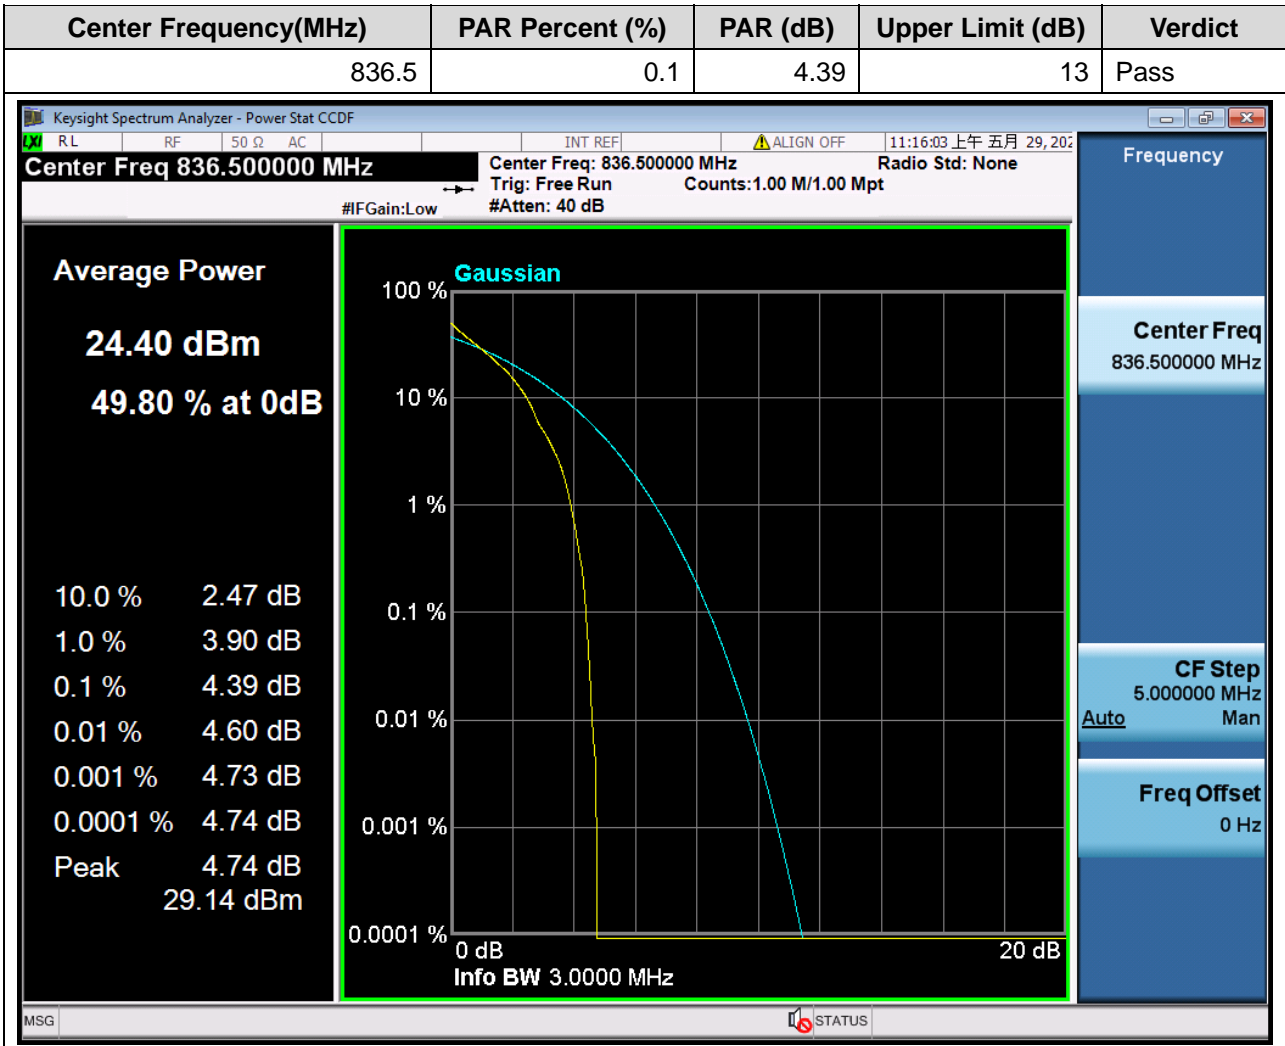 Center Frequency(MHz) PAR Percent (%) PAR (dB) Upper Limit (dB) Verdict
836.5 0.1 4.39 13 Pass
Keysight Spectrum Analyzer - Power Stat CCDF
LXI RL RF 50 Ω AC INT REF ALIGN OFF 11:16:03 上午 五月 29, 202
Center Freq 836.500000 MHz
Center Freq: 836.500000 MHz Radio Std: None
Trig: Free Run Counts:1.00 M/1.00 Mpt
#IFGain:Low #Atten: 40 dB
Average Power
24.40 dBm
49.80 % at 0dB
10.0 % 2.47 dB
1.0 % 3.90 dB
0.1 % 4.39 dB
0.01 % 4.60 dB
0.001 % 4.73 dB
0.0001 % 4.74 dB
Peak 4.74 dB
29.14 dBm
Gaussian
100 %
10 %
1 %
0.1 %
0.01 %
0.001 %
0.0001 %
0 dB 20 dB
Info BW 3.0000 MHz
Frequency
Center Freq
836.500000 MHz
CF Step
5.000000 MHz
Auto Man
Freq Offset
0 Hz
MSG STATUS